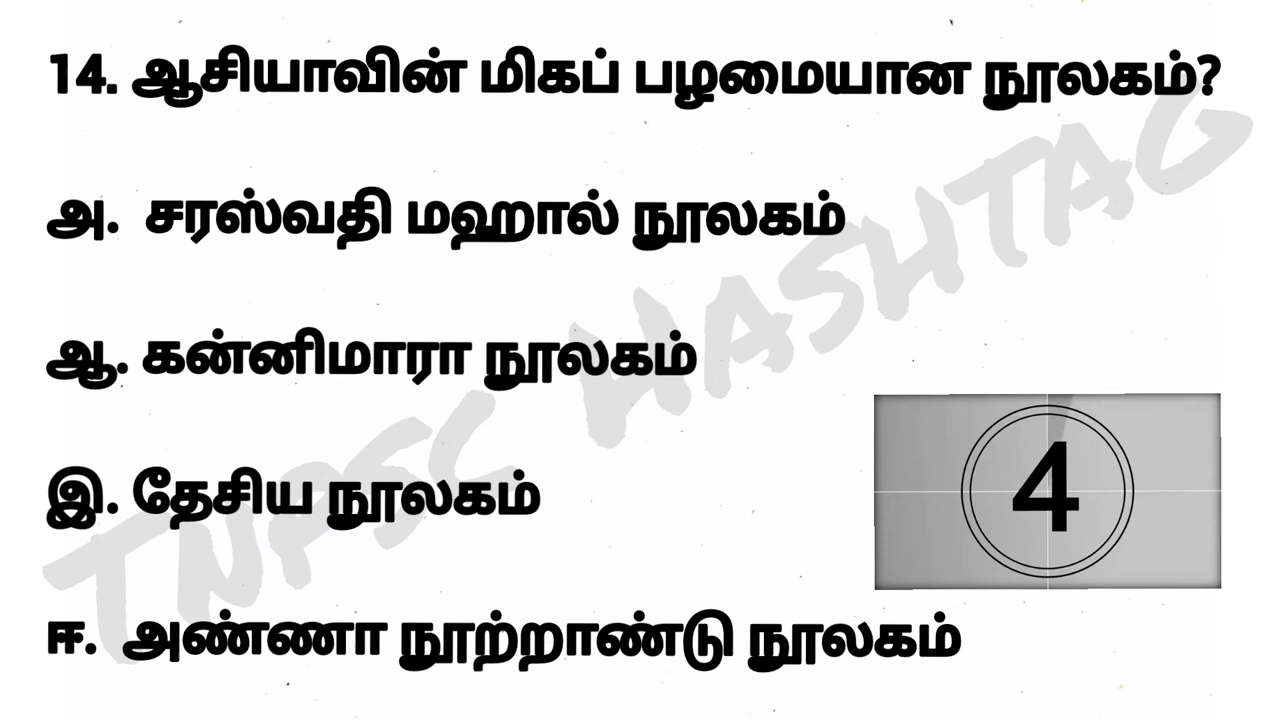 14. ஆசியாவின் மிகப் பழமையான நூலகம்?
அ. சரஸ்வதி மஹால் நூலகம்
ஆ. கன்னிமாரா நூலகம்
இ. தேசிய நூலகம்
4
ஈ. அண்ணா நூற்றாண்டு நூலகம்
TNPSC HASHTAG